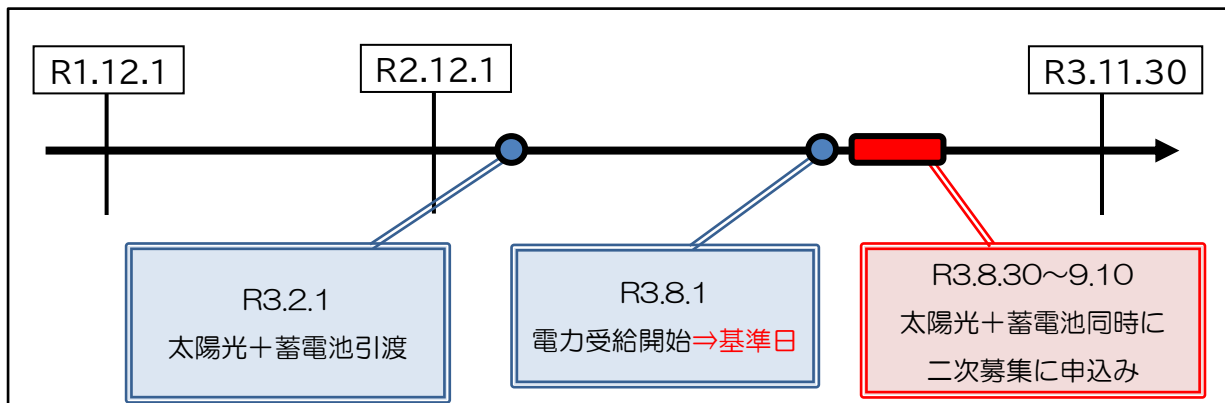 R1.12.1
R2.12.1
R3.11.30
R3.2.1
太陽光＋蓄電池引渡
R3.8.1
電力受給開始⇒基準日
R3.8.30～9.10
太陽光＋蓄電池同時に
二次募集に申込み